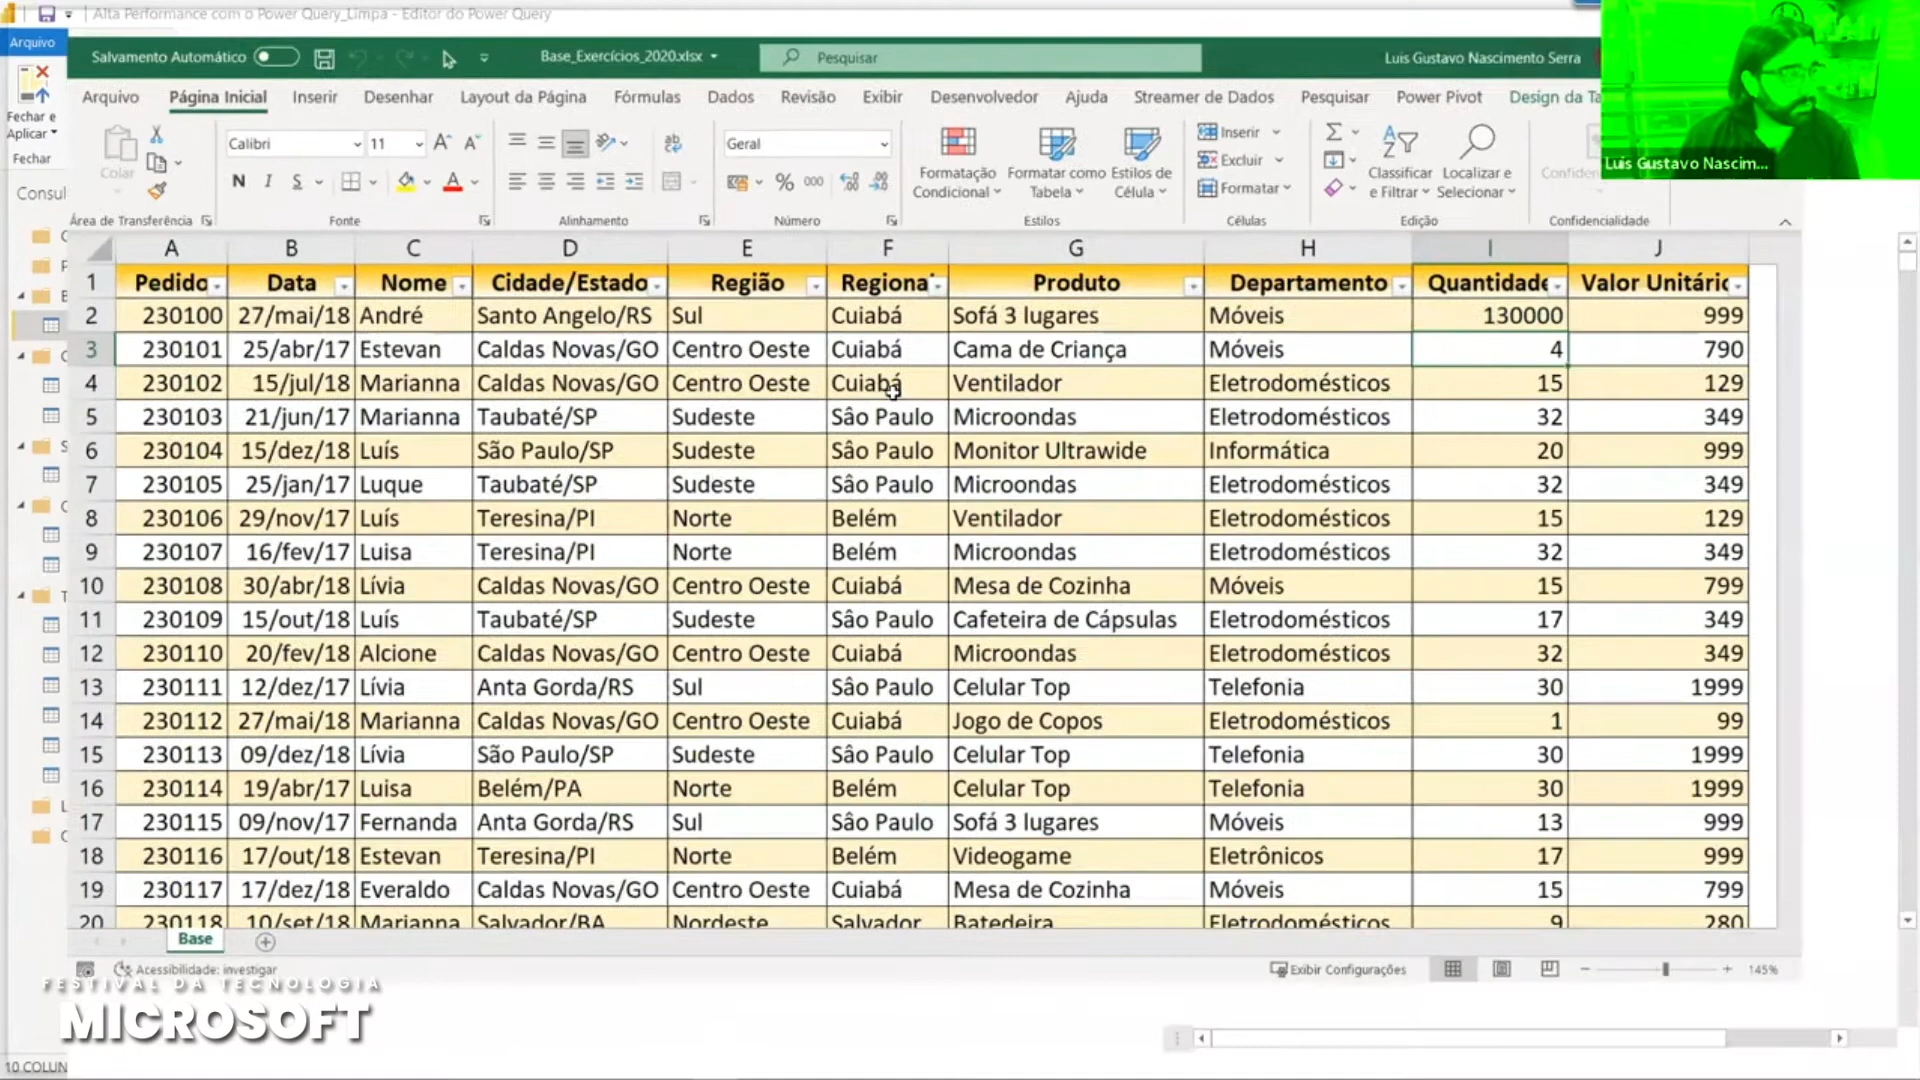 Alta Performance com o Power Query_Limpa - Editor do Power Query
Arquivo
Fechar e
Aplicar
Fechar
Consul
Salvamento Automático
Base_Exercícios_2020.xlsx
Pesquisar
Luis Gustavo Nascimento Serra
Luis Gustavo Nascim...
Arquivo Página Inicial Inserir Desenhar Layout da Página Fórmulas Dados Revisão Exibir Desenvolvedor Ajuda Streamer de Dados Pesquisar Power Pivot Design da Ta
Colar
Calibri 11
N I S
Geral
% 000
Formatação
Condicional
Formatar como
Tabela
Estilos de
Célula
Inserir
Excluir
Formatar
Classificar
e Filtrar
Localizar e
Selecionar
Confiden
Área de Transferência Fonte Alinhamento Número Estilos Células Edição Confidencialidade
A B C D E F G H I J
1 Pedido Data Nome Cidade/Estado Região Regional Produto Departamento Quantidade Valor Unitário
2 230100 27/mai/18 André Santo Angelo/RS Sul Cuiabá Sofá 3 lugares Móveis 130000 999
3 230101 25/abr/17 Estevan Caldas Novas/GO Centro Oeste Cuiabá Cama de Criança Móveis 4 790
4 230102 15/jul/18 Marianna Caldas Novas/GO Centro Oeste Cuiabá Ventilador Eletrodomésticos 15 129
5 230103 21/jun/17 Marianna Taubaté/SP Sudeste Sâo Paulo Microondas Eletrodomésticos 32 349
6 230104 15/dez/18 Luís São Paulo/SP Sudeste Sâo Paulo Monitor Ultrawide Informática 20 999
7 230105 25/jan/17 Luque Taubaté/SP Sudeste Sâo Paulo Microondas Eletrodomésticos 32 349
8 230106 29/nov/17 Luís Teresina/PI Norte Belém Ventilador Eletrodomésticos 15 129
9 230107 16/fev/17 Luisa Teresina/PI Norte Belém Microondas Eletrodomésticos 32 349
10 230108 30/abr/18 Lívia Caldas Novas/GO Centro Oeste Cuiabá Mesa de Cozinha Móveis 15 799
11 230109 15/out/18 Luís Taubaté/SP Sudeste Sâo Paulo Cafeteira de Cápsulas Eletrodomésticos 17 349
12 230110 20/fev/18 Alcione Caldas Novas/GO Centro Oeste Cuiabá Microondas Eletrodomésticos 32 349
13 230111 12/dez/17 Lívia Anta Gorda/RS Sul Sâo Paulo Celular Top Telefonia 30 1999
14 230112 27/mai/18 Marianna Caldas Novas/GO Centro Oeste Cuiabá Jogo de Copos Eletrodomésticos 1 99
15 230113 09/dez/18 Lívia São Paulo/SP Sudeste Sâo Paulo Celular Top Telefonia 30 1999
16 230114 19/abr/17 Luisa Belém/PA Norte Belém Celular Top Telefonia 30 1999
17 230115 09/nov/17 Fernanda Anta Gorda/RS Sul Sâo Paulo Sofá 3 lugares Móveis 13 999
18 230116 17/out/18 Estevan Teresina/PI Norte Belém Videogame Eletrônicos 17 999
19 230117 17/dez/18 Everaldo Caldas Novas/GO Centro Oeste Cuiabá Mesa de Cozinha Móveis 15 799
20 230118 10/set/18 Marianna Salvador/BA Nordeste Salvador Batedeira Eletrodomésticos 9 280
Base
Acessibilidade: investigar
Exibir Configurações
145%
FESTIVAL DA TECNOLOGIA
MICROSOFT
10 COLUN